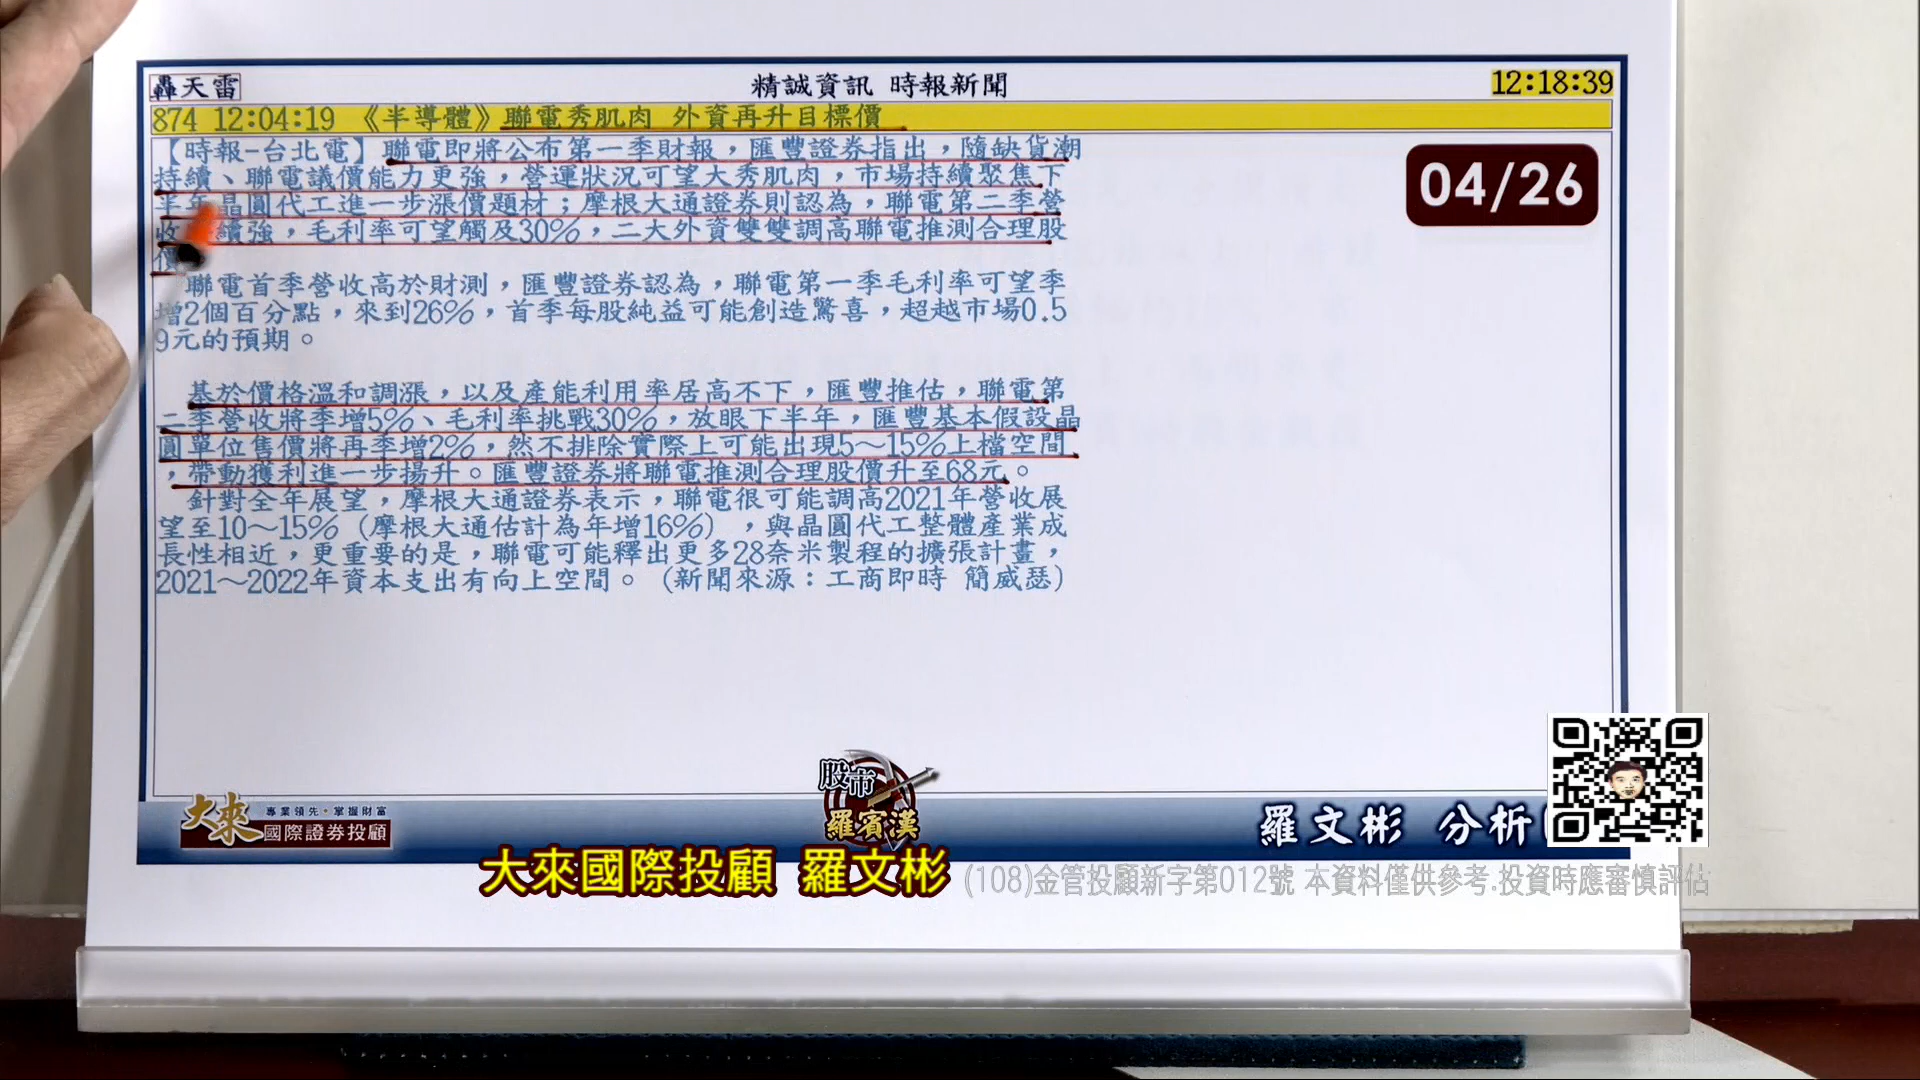 轟天雷
精誠資訊 時報新聞
12:18:39
874 12:04:19 《半導體》聯電秀肌肉 外資再升目標價
04/26
【時報-台北電】聯電即將公布第一季財報，匯豐證券指出，隨缺貨潮
持續、聯電議價能力更強，營運狀況可望大秀肌肉，市場持續聚焦下
半年晶圓代工進一步漲價題材；摩根大通證券則認為，聯電第二季營
收 續強，毛利率可望觸及30%，二大外資雙雙調高聯電推測合理股
價
聯電首季營收高於財測，匯豐證券認為，聯電第一季毛利率可望季
增2個百分點，來到26%，首季每股純益可能創造驚喜，超越市場0.5
9元的預期。
基於價格溫和調漲，以及產能利用率居高不下，匯豐推估，聯電第
二季營收將季增5%、毛利率挑戰30%，放眼下半年，匯豐基本假設晶
圓單位售價將再季增2%，然不排除實際上可能出現5～15%上檔空間
，帶動獲利進一步揚升。匯豐證券將聯電推測合理股價升至68元。
針對全年展望，摩根大通證券表示，聯電很可能調高2021年營收展
望至10～15%（摩根大通估計為年增16%），與晶圓代工整體產業成
長性相近，更重要的是，聯電可能釋出更多28奈米製程的擴張計畫，
2021～2022年資本支出有向上空間。（新聞來源：工商即時 簡威瑟）
大來 專業領先·掌握財富
國際證券投顧
股市
羅賓漢
羅文彬 分析
大來國際投顧 羅文彬 (108)金管投顧新字第012號 本資料僅供參考.投資時應審慎評估